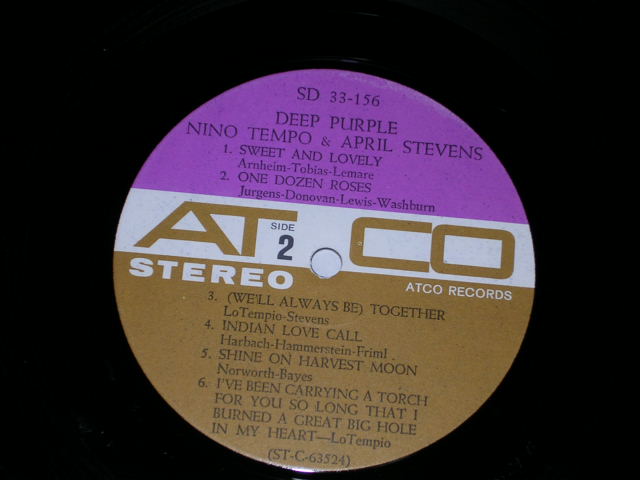 SD 33-156
DEEP PURPLE
NINO TEMPO & APRIL STEVENS
1. SWEET AND LOVELY
Arnheim-Tobias-Lemare
2. ONE DOZEN ROSES
Jurgens-Donovan-Lewis-Washburn
ATCO
SIDE
2
STEREO
ATCO RECORDS
3. (WE'LL ALWAYS BE) TOGETHER
LoTempio-Stevens
4. INDIAN LOVE CALL
Harbach-Hammerstein-Friml
5. SHINE ON HARVEST MOON
Norworth-Bayes
6. I'VE BEEN CARRYING A TORCH
FOR YOU SO LONG THAT I
BURNED A GREAT BIG HOLE
IN MY HEART—LoTempio
(ST-C-63524)